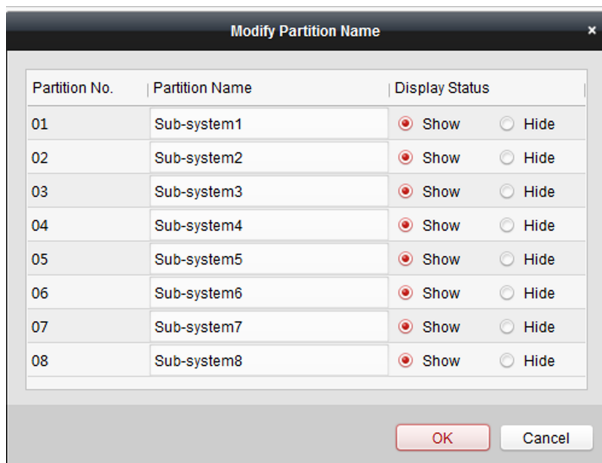 Modify Partition Name ×
Partition No. Partition Name Display Status
01 Sub-system1 Show Hide
02 Sub-system2 Show Hide
03 Sub-system3 Show Hide
04 Sub-system4 Show Hide
05 Sub-system5 Show Hide
06 Sub-system6 Show Hide
07 Sub-system7 Show Hide
08 Sub-system8 Show Hide
OK Cancel